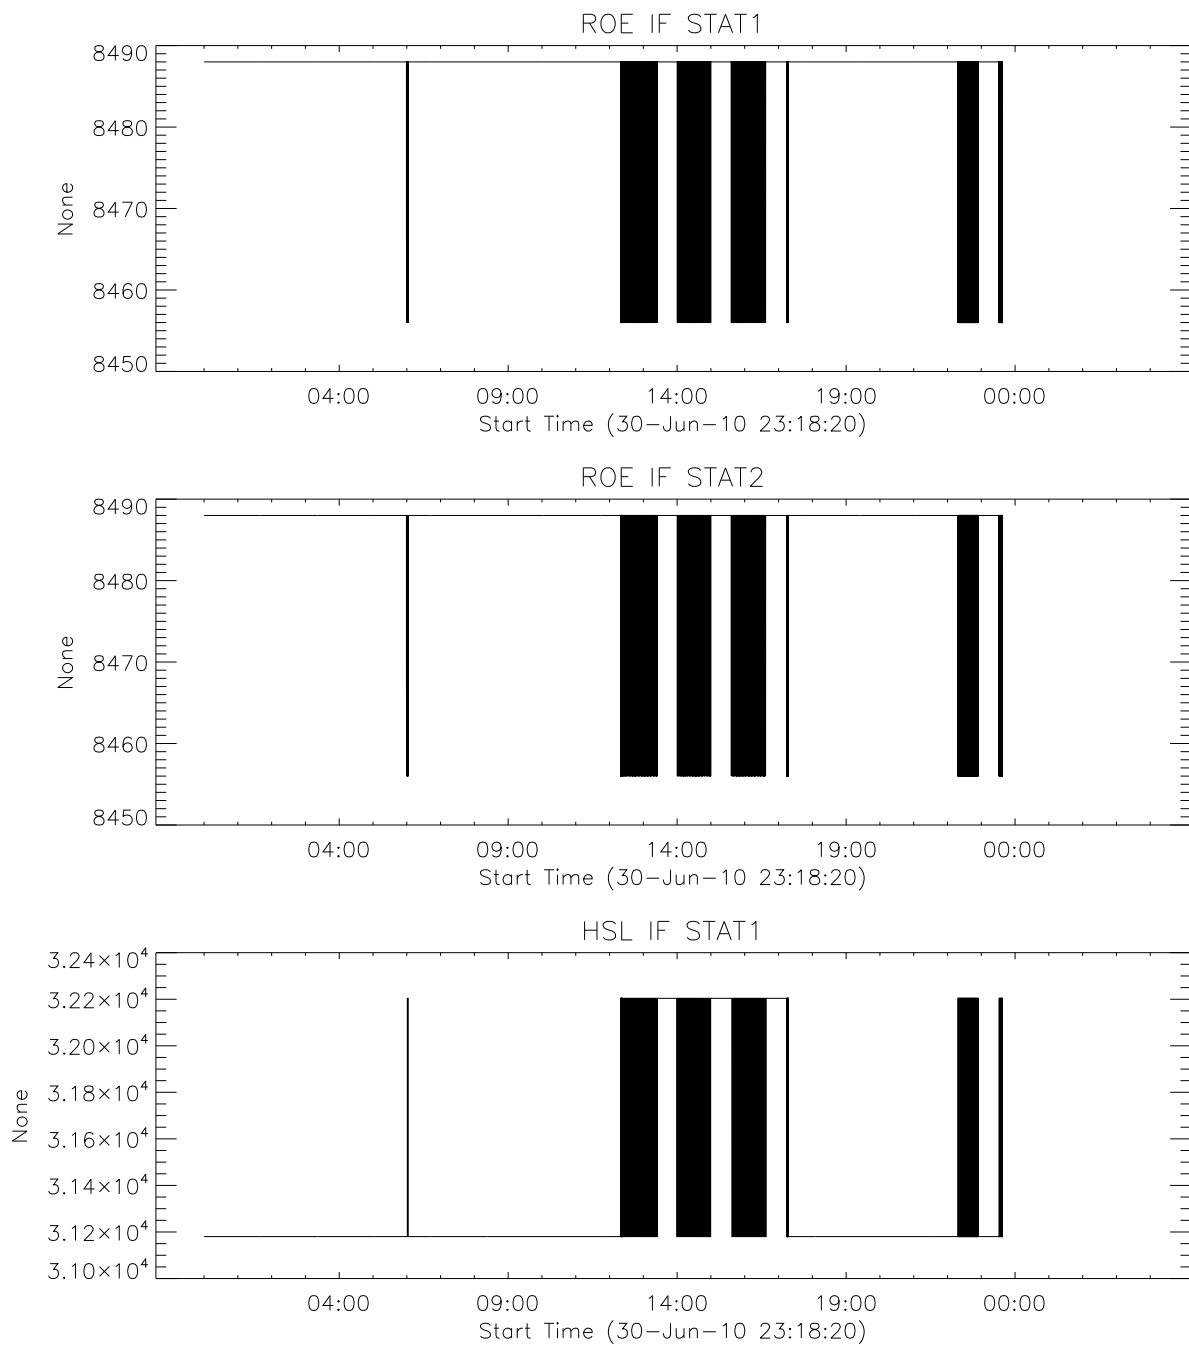 ROE IF STAT1
8490
8480
8470
8460
8450
None
04:00 09:00 14:00 19:00 00:00
Start Time (30-Jun-10 23:18:20)
ROE IF STAT2
8490
8480
8470
8460
8450
None
04:00 09:00 14:00 19:00 00:00
Start Time (30-Jun-10 23:18:20)
HSL IF STAT1
3.24×10⁴
3.22×10⁴
3.20×10⁴
3.18×10⁴
3.16×10⁴
3.14×10⁴
3.12×10⁴
3.10×10⁴
None
04:00 09:00 14:00 19:00 00:00
Start Time (30-Jun-10 23:18:20)